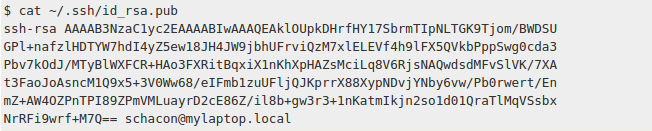 $ cat ~/.ssh/id_rsa.pub
ssh-rsa AAAAB3NzaC1yc2EAAAABIwAAAQEAklOUpkDHrfHY17SbrmTIpNLTGK9Tjom/BWDSU
GPl+nafzlHDTYW7hdI4yZ5ew18JH4JW9jbhUFrviQzM7xlELEVf4h9lFX5QVkbPppSwg0cda3
Pbv7kOdJ/MTyBlWXFCR+HAo3FXRitBqxiX1nKhXpHAZsMciLq8V6RjsNAQwdsdMFvSlVK/7XA
t3FaoJoAsncM1Q9x5+3V0Ww68/eIFmb1zuUFljQJKprrX88XypNDvjYNby6vw/Pb0rwert/En
mZ+AW4OZPnTPI89ZPmVMLuayrD2cE86Z/il8b+gw3r3+1nKatmIkjn2so1d01QraTlMqVSsbx
NrRFi9wrf+M7Q== schacon@mylaptop.local